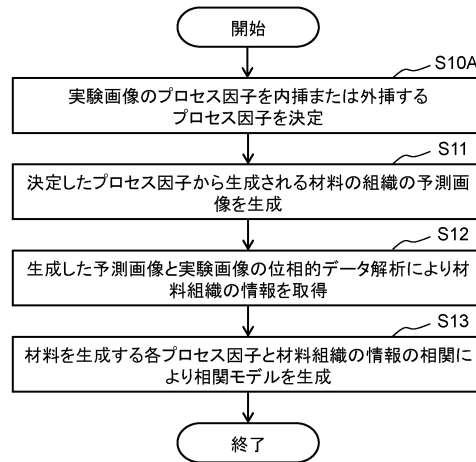 開始
S10A
実験画像のプロセス因子を内挿または外挿する
プロセス因子を決定
S11
決定したプロセス因子から生成される材料の組織の予測画
像を生成
S12
生成した予測画像と実験画像の位相的データ解析により材
料組織の情報を取得
S13
材料を生成する各プロセス因子と材料組織の情報の相関に
より相関モデルを生成
終了